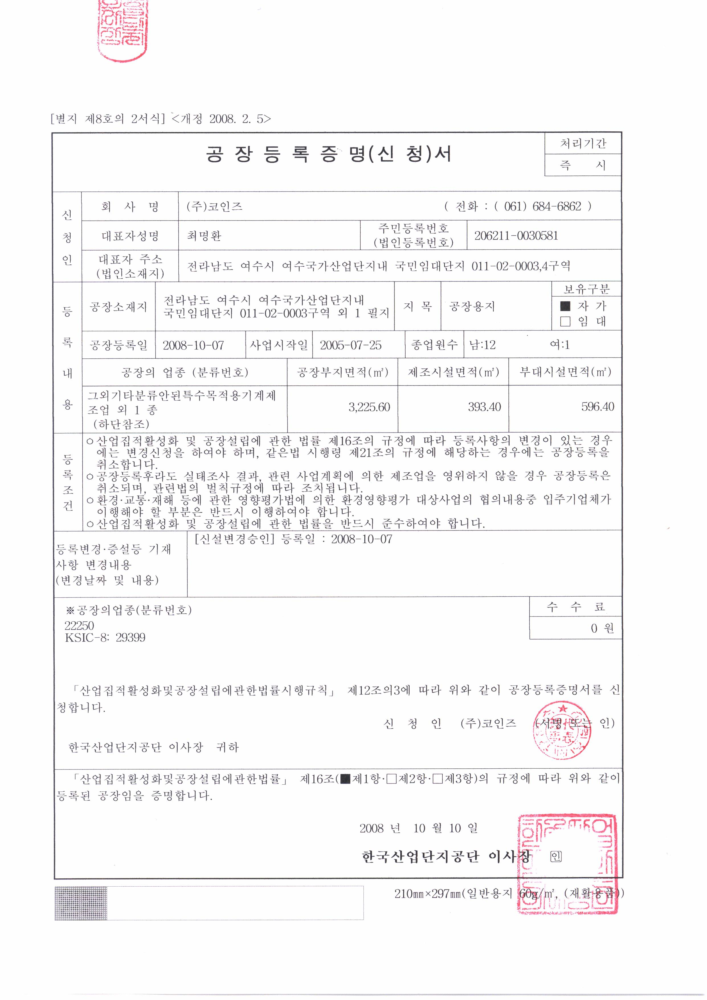 [별지 제8호의 2서식] <개정 2008. 2. 5>
공 장 등 록 증 명(신 청)서
처리기간
즉 시
신청인
회 사 명
(주)코인즈 ( 전화 : ( 061) 684-6862 )
대표자성명
최명환
주민등록번호
(법인등록번호)
206211-0030581
대표자 주소
(법인소재지)
전라남도 여수시 여수국가산업단지내 국민임대단지 011-02-0003,4구역
등록내용
공장소재지
전라남도 여수시 여수국가산업단지내
국민임대단지 011-02-0003구역 외 1 필지
지 목
공장용지
보유구분
■ 자 가
□ 임 대
공장등록일
2008-10-07
사업시작일
2005-07-25
종업원수
남:12 여:1
공장의 업종 (분류번호)
공장부지면적(㎡)
제조시설면적(㎡)
부대시설면적(㎡)
그외기타분류안된특수목적용기계제
조업 외 1 종
(하단참조)
3,225.60
393.40
596.40
등록조건
○산업집적활성화 및 공장설립에 관한 법률 제16조의 규정에 따라 등록사항의 변경이 있는 경우
에는 변경신청을 하여야 하며, 같은법 시행령 제21조의 규정에 해당하는 경우에는 공장등록을
취소합니다.
○공장등록후라도 실태조사 결과, 관련 사업계획에 의한 제조업을 영위하지 않을 경우 공장등록은
취소되며, 관련법의 벌칙규정에 따라 조치됩니다.
○환경·교통·재해 등에 관한 영향평가법에 의한 환경영향평가 대상사업의 협의내용중 입주기업체가
이행해야 할 부분은 반드시 이행하여야 합니다.
○산업집적활성화 및 공장설립에 관한 법률을 반드시 준수하여야 합니다.
등록변경·증설등 기재
사항 변경내용
(변경날짜 및 내용)
[신설변경승인] 등록일 : 2008-10-07
※공장의업종(분류번호)
22250
KSIC-8: 29399
수 수 료
0 원
「산업집적활성화및공장설립에관한법률시행규칙」 제12조의3에 따라 위와 같이 공장등록증명서를 신
청합니다.
신 청 인 (주)코인즈 (서명 또는 인)
한국산업단지공단 이사장 귀하
「산업집적활성화및공장설립에관한법률」 제16조(■제1항·□제2항·□제3항)의 규정에 따라 위와 같이
등록된 공장임을 증명합니다.
2008 년 10 월 10 일
한국산업단지공단 이사장 인
210㎜×297㎜(일반용지 60g/㎡, (재활용품))